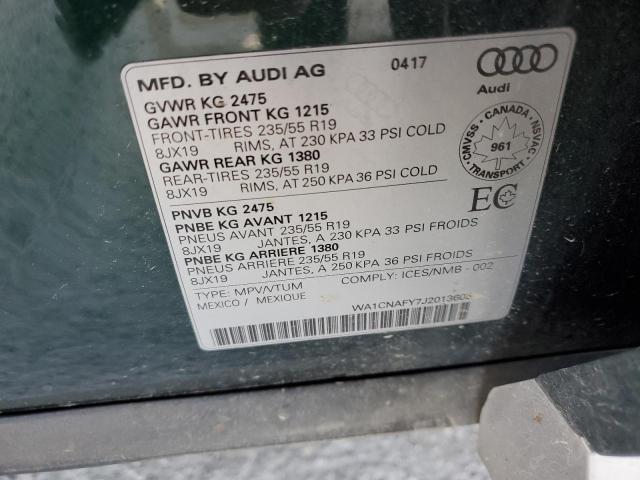 MFD. BY AUDI AG 0417
Audi
GVWR KG 2475
GAWR FRONT KG 1215
FRONT-TIRES 235/55 R19
8JX19 RIMS, AT 230 KPA 33 PSI COLD
GAWR REAR KG 1380
REAR-TIRES 235/55 R19
8JX19 RIMS, AT 250 KPA 36 PSI COLD
CMVSS - CANADA - NSVAC
961
TRANSPORT
EC
PNVB KG 2475
PNBE KG AVANT 1215
PNEUS AVANT 235/55 R19
8JX19 JANTES, A 230 KPA 33 PSI FROIDS
PNBE KG ARRIERE 1380
PNEUS ARRIERE 235/55 R19
8JX19 JANTES, A 250 KPA 36 PSI FROIDS
TYPE: MPV/VTUM COMPLY: ICES/NMB - 002
MEXICO / MEXIQUE